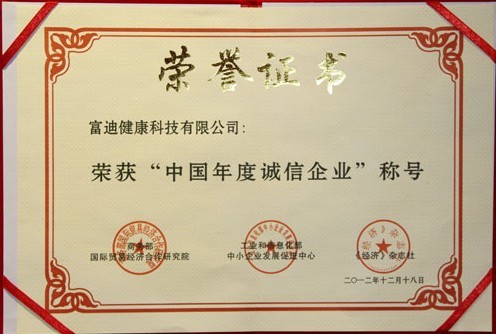 荣誉证书
富迪健康科技有限公司：
荣获“中国年度诚信企业”称号
商务部
国际贸易经济合作研究院
工业和信息化部
中小企业发展促进中心
《经济》杂志社
二〇一二年十二月十八日